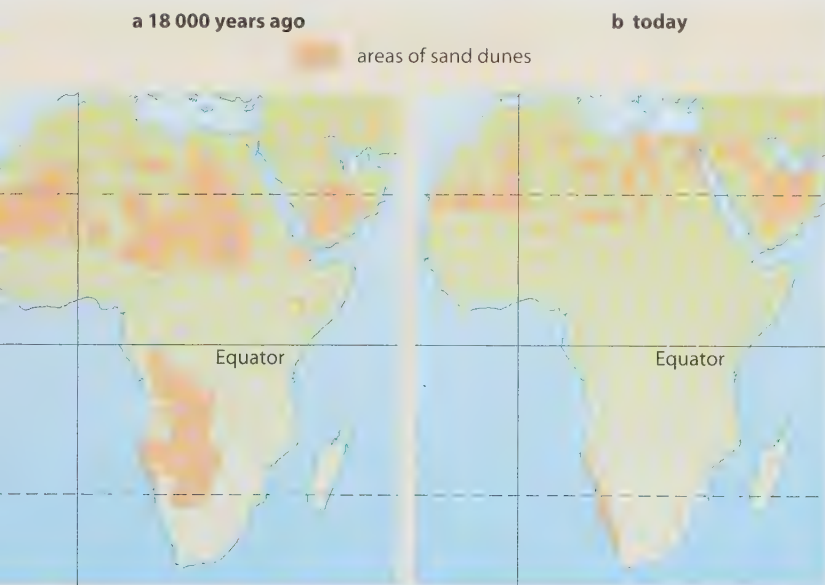 a 18 000 years ago
b today
areas of sand dunes
Equator
Equator